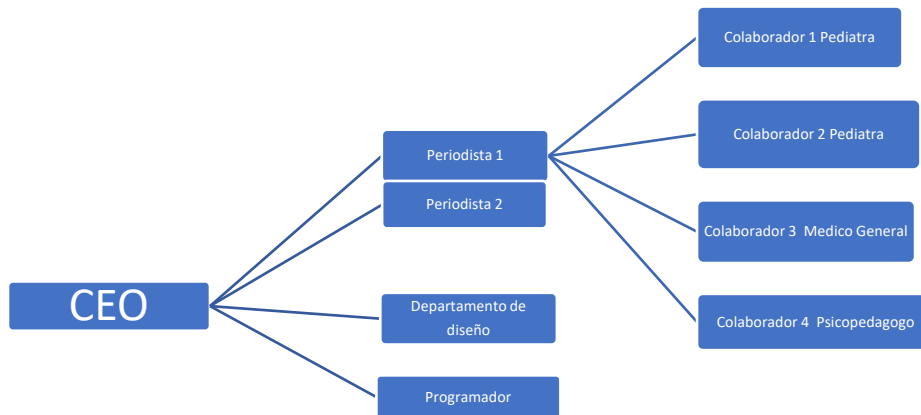 Colaborador 1 Pediatra
Colaborador 2 Pediatra
Periodista 1
Periodista 2
Colaborador 3 Medico General
CEO
Departamento de
diseño
Colaborador 4 Psicopedagogo
Programador